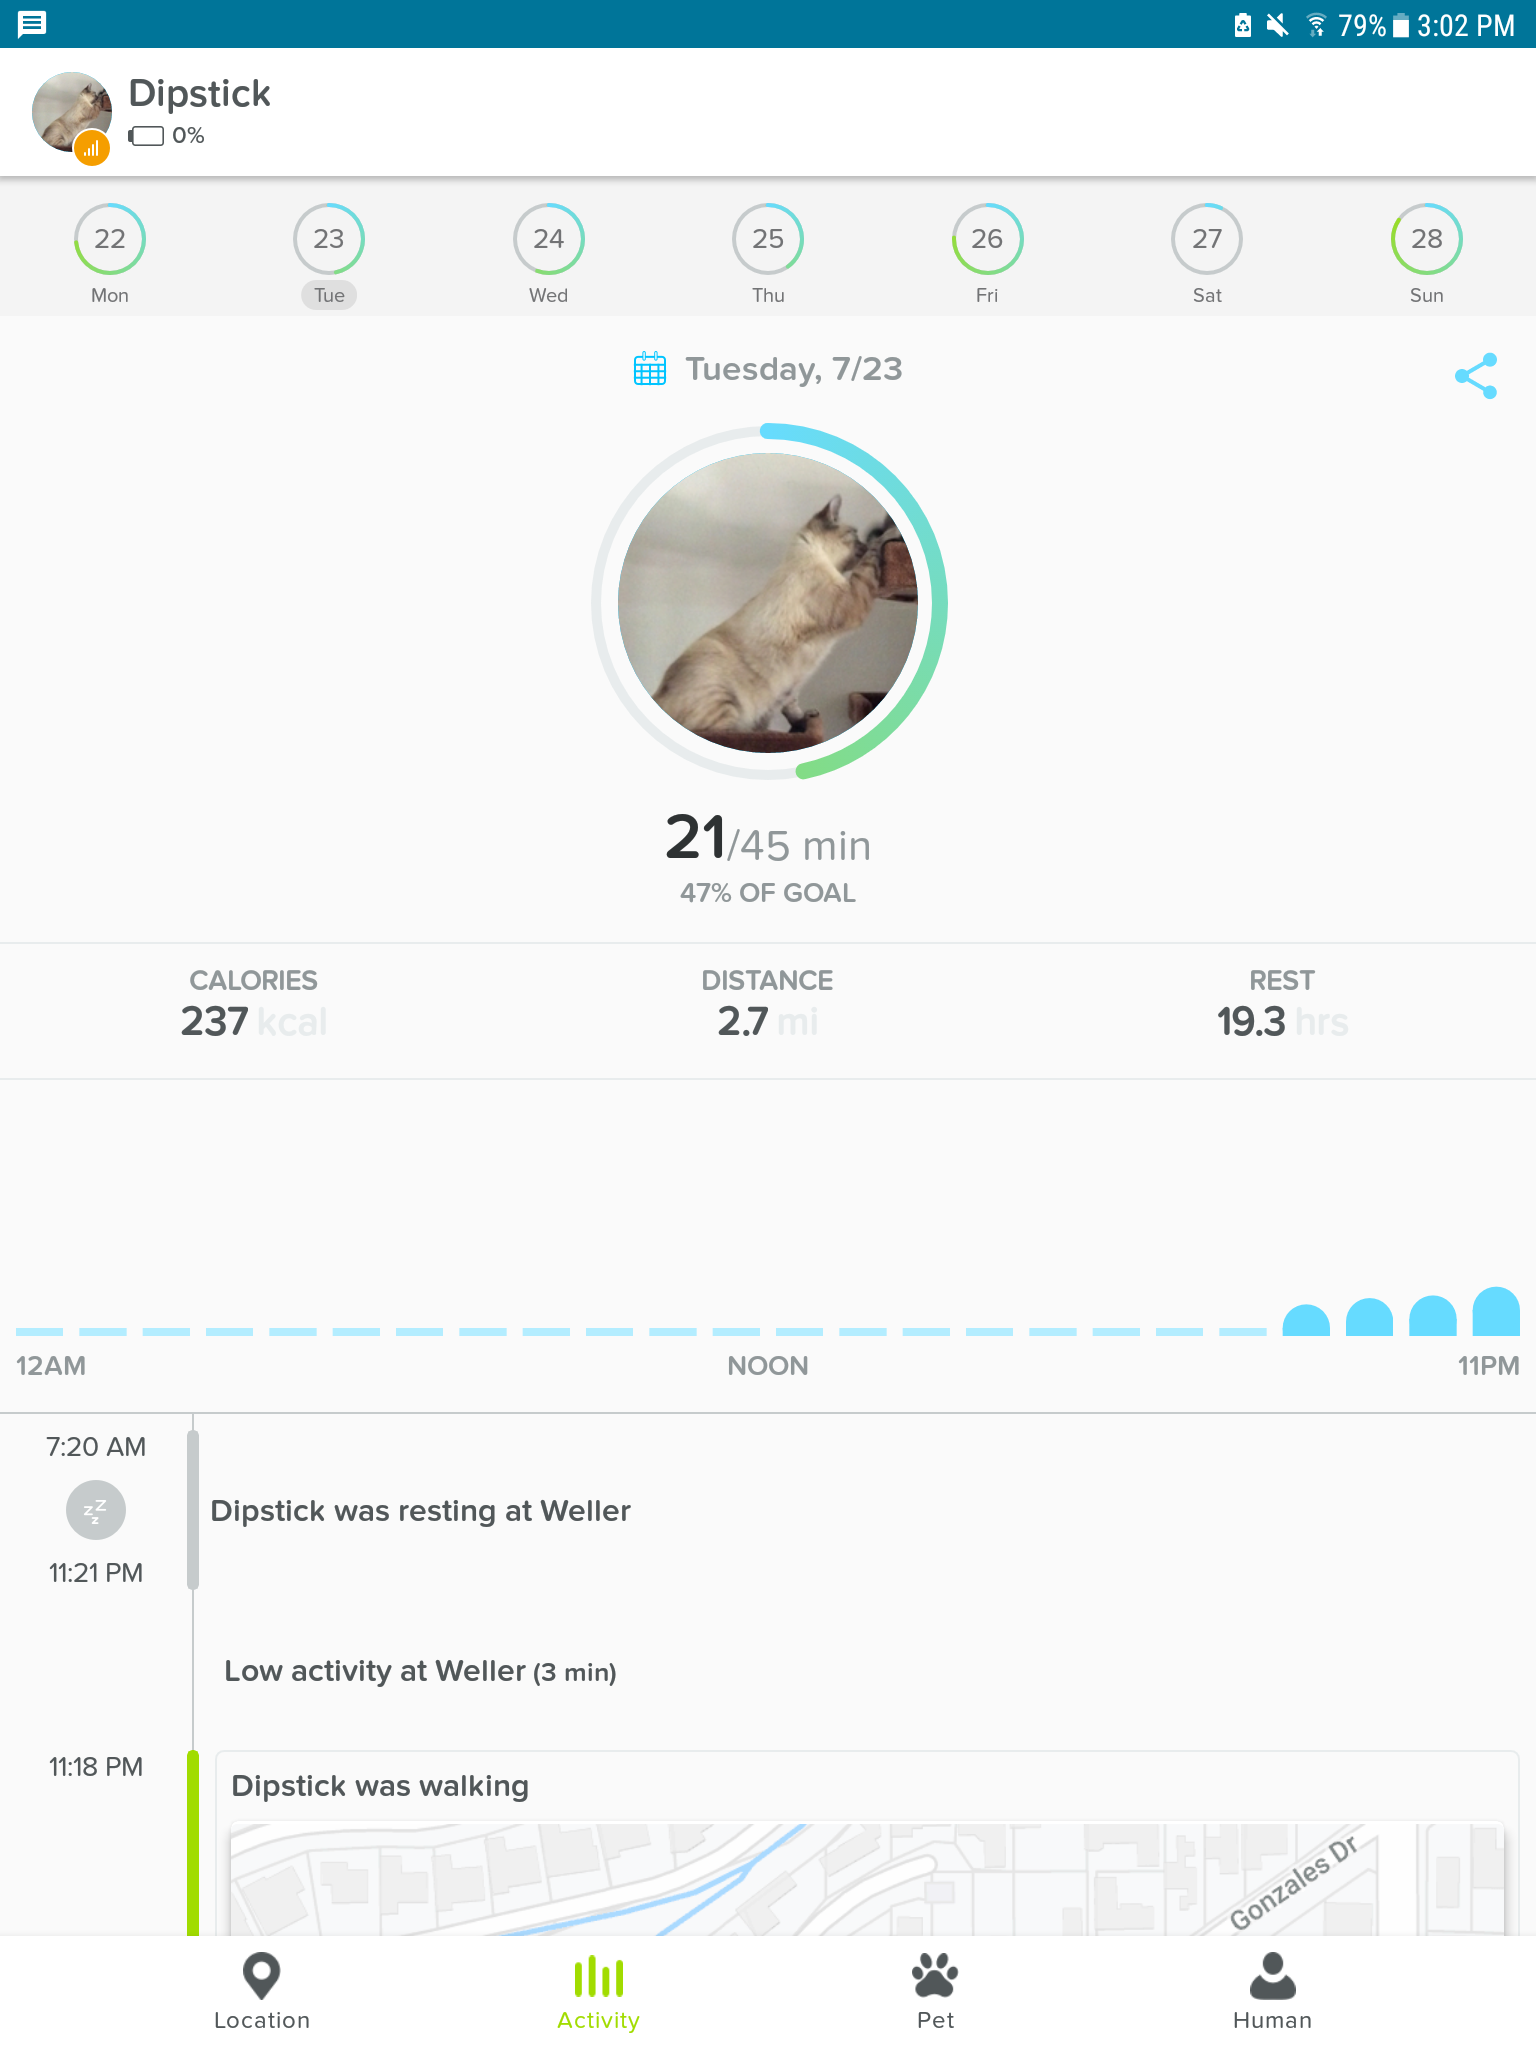 79% 3:02 PM
Dipstick
0%
22 23 24 25 26 27 28
Mon Tue Wed Thu Fri Sat Sun
Tuesday, 7/23
21/45 min
47% OF GOAL
CALORIES DISTANCE REST
237 kcal 2.7 mi 19.3 hrs
12AM NOON 11PM
7:20 AM
zzz
Dipstick was resting at Weller
11:21 PM
Low activity at Weller (3 min)
11:18 PM
Dipstick was walking
Gonzales Dr
Location Activity Pet Human